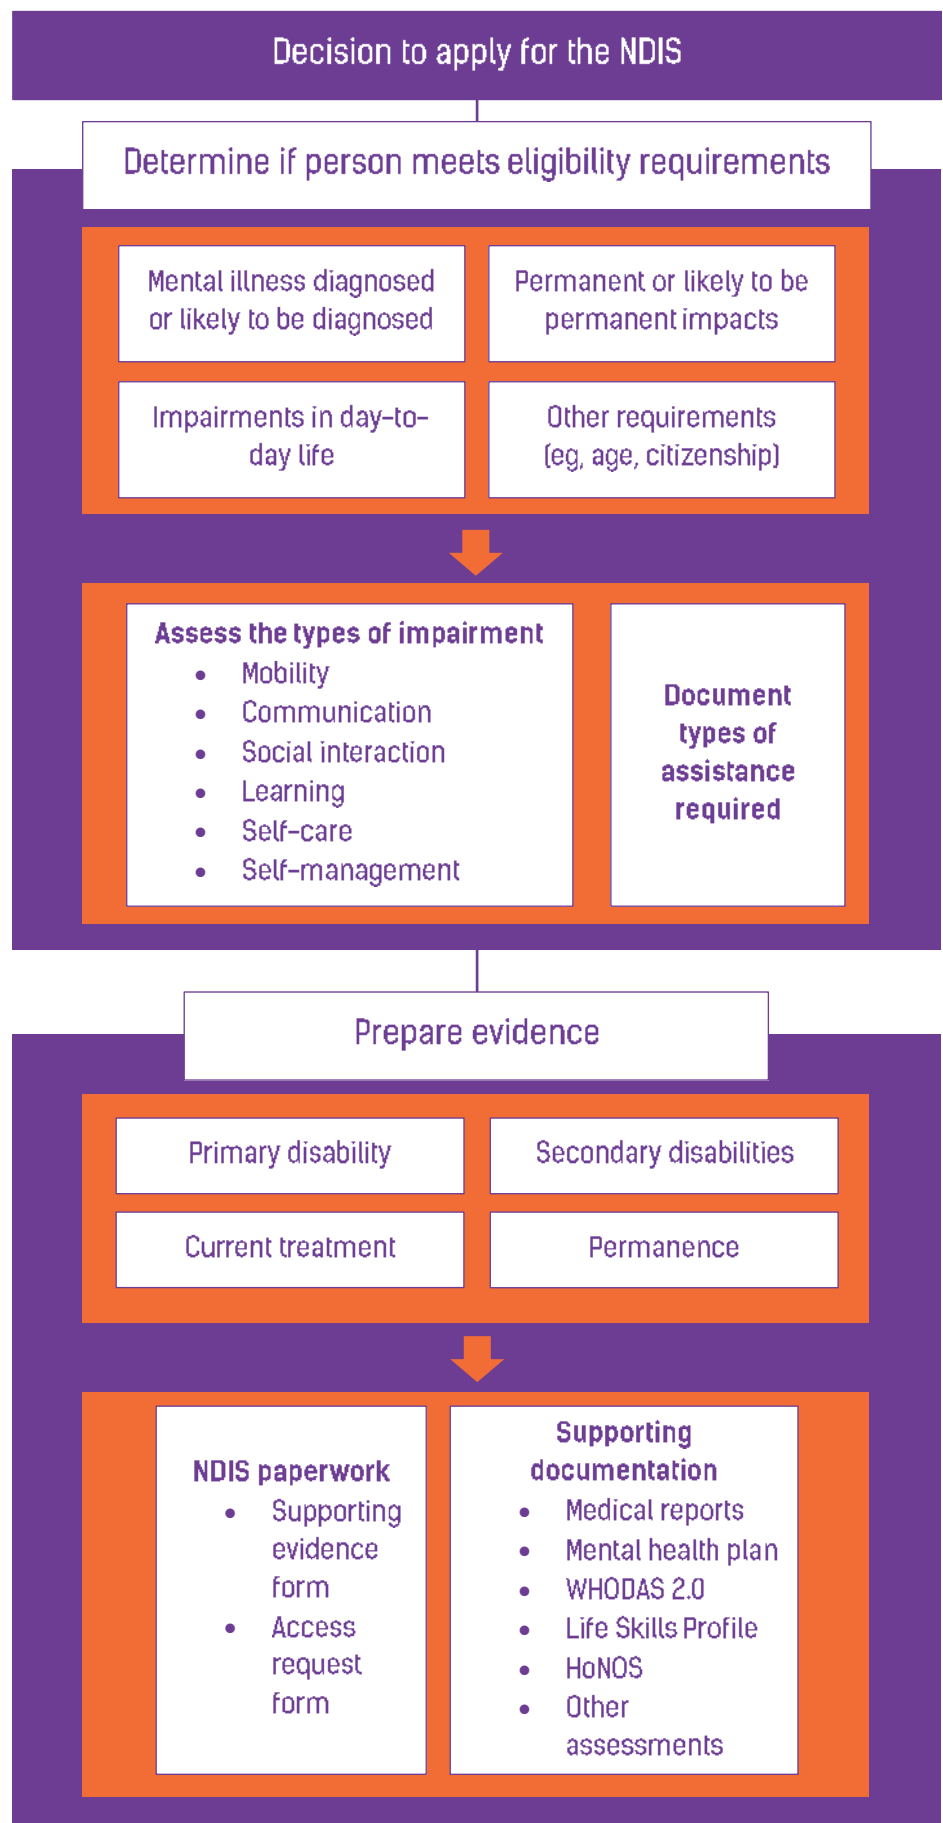 Decision to apply for the NDIS
Determine if person meets eligibility requirements
Mental illness diagnosed
or likely to be diagnosed
Permanent or likely to be
permanent impacts
Impairments in day-to-
day life
Other requirements
(eg, age, citizenship)
Assess the types of impairment
• Mobility
• Communication
• Social interaction
• Learning
• Self-care
• Self-management
Document
types of
assistance
required
Prepare evidence
Primary disability
Secondary disabilities
Current treatment
Permanence
NDIS paperwork
• Supporting
evidence
form
• Access
request
form
Supporting
documentation
• Medical reports
• Mental health plan
• WHODAS 2.0
• Life Skills Profile
• HoNOS
• Other
assessments